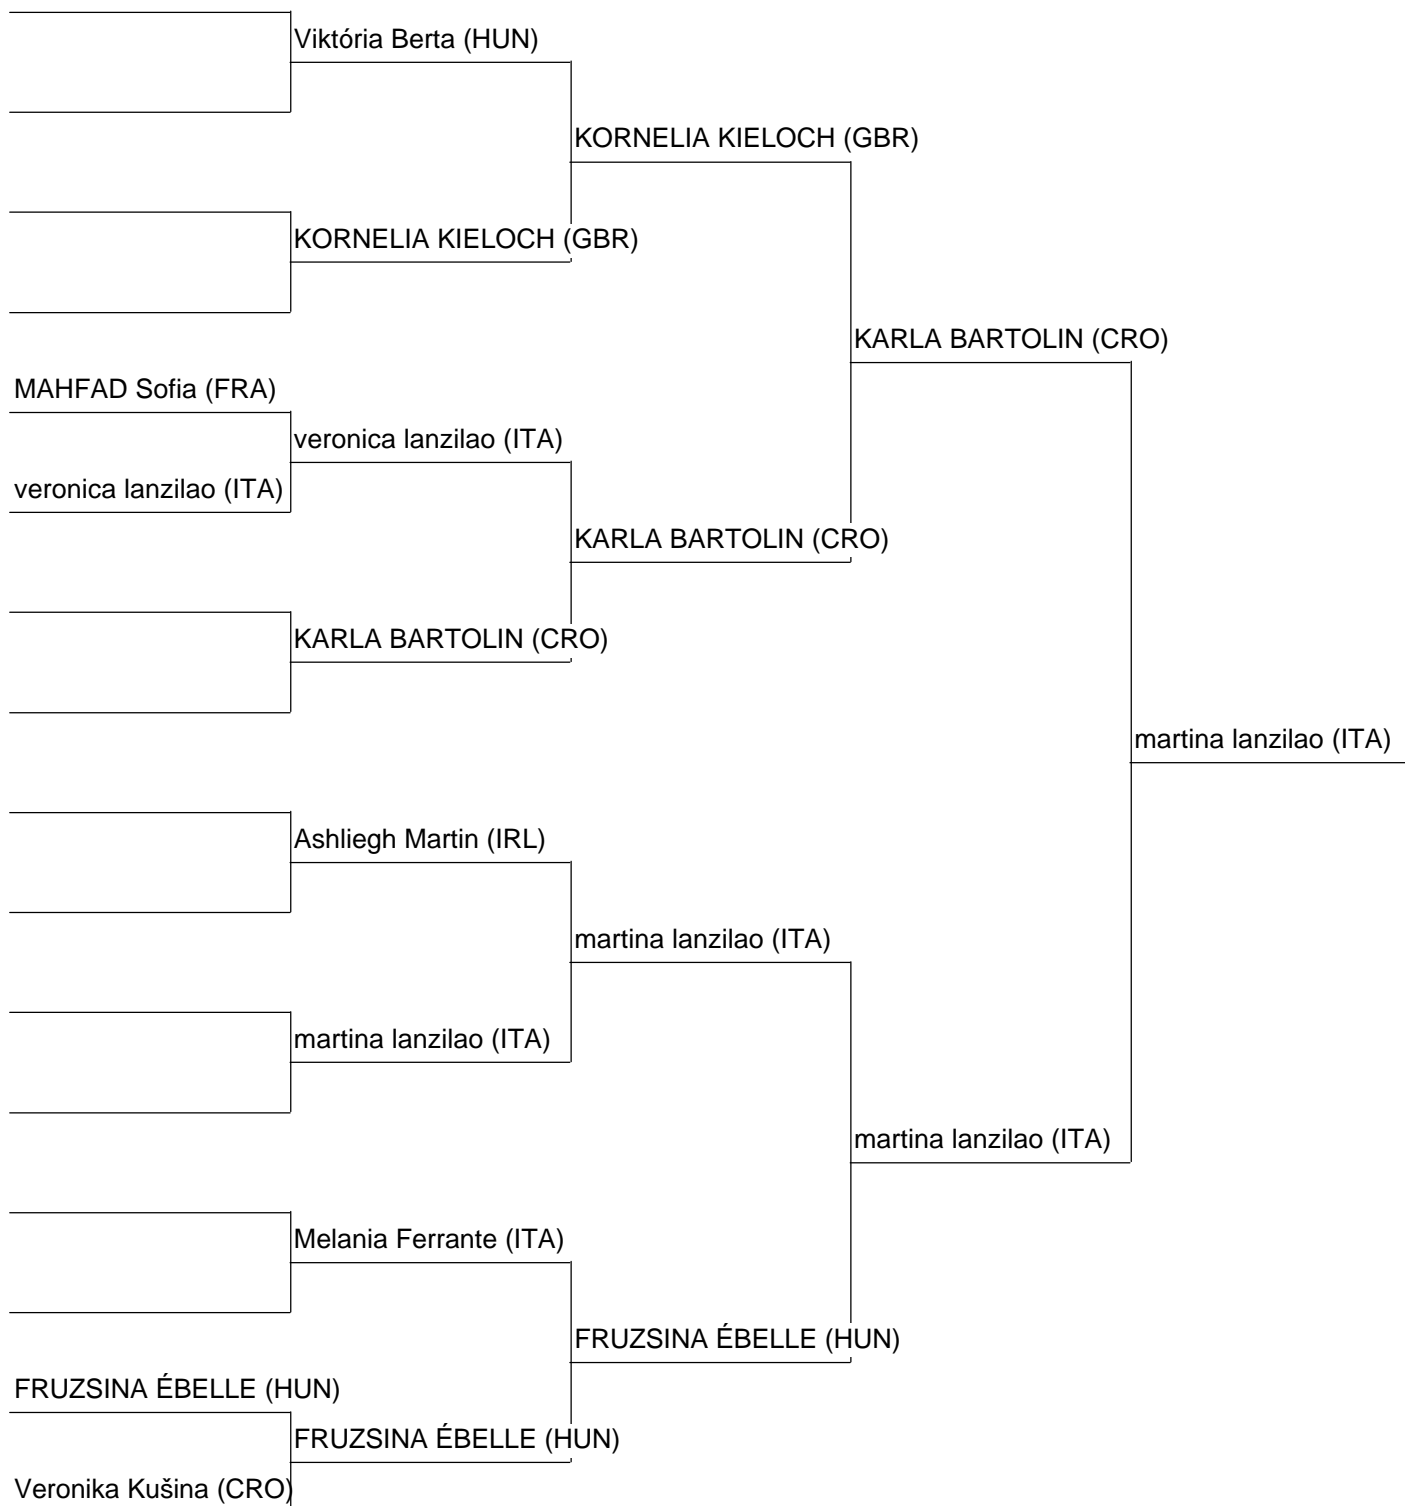 Viktória Berta (HUN)
KORNELIA KIELOCH (GBR)
KORNELIA KIELOCH (GBR)
KARLA BARTOLIN (CRO)
MAHFAD Sofia (FRA)
veronica lanzilao (ITA)
veronica lanzilao (ITA)
KARLA BARTOLIN (CRO)
KARLA BARTOLIN (CRO)
martina lanzilao (ITA)
Ashliegh Martin (IRL)
martina lanzilao (ITA)
martina lanzilao (ITA)
martina lanzilao (ITA)
Melania Ferrante (ITA)
FRUZSINA ÉBELLE (HUN)
FRUZSINA ÉBELLE (HUN)
FRUZSINA ÉBELLE (HUN)
Veronika Kušina (CRO)